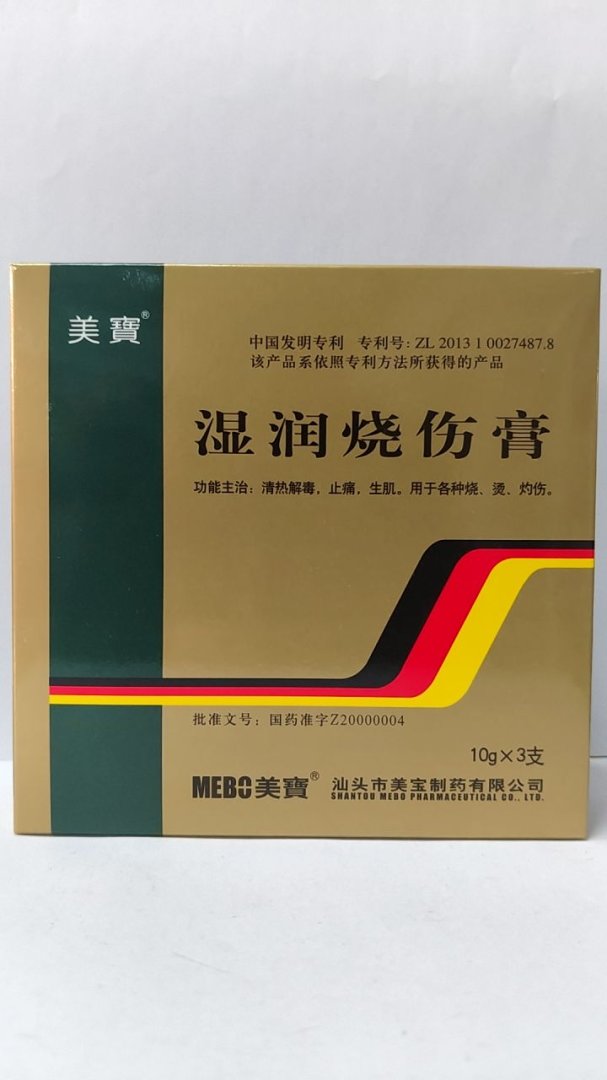 美寶®
中国发明专利 专利号：ZL 2013 1 0027487.8
该产品系依照专利方法所获得的产品
湿润烧伤膏
功能主治：清热解毒，止痛，生肌。用于各种烧、烫、灼伤。
批准文号：国药准字Z20000004
10g×3支
MEBO美寶® 汕头市美宝制药有限公司
SHANTOU MEBO PHARMACEUTICAL CO., LTD.